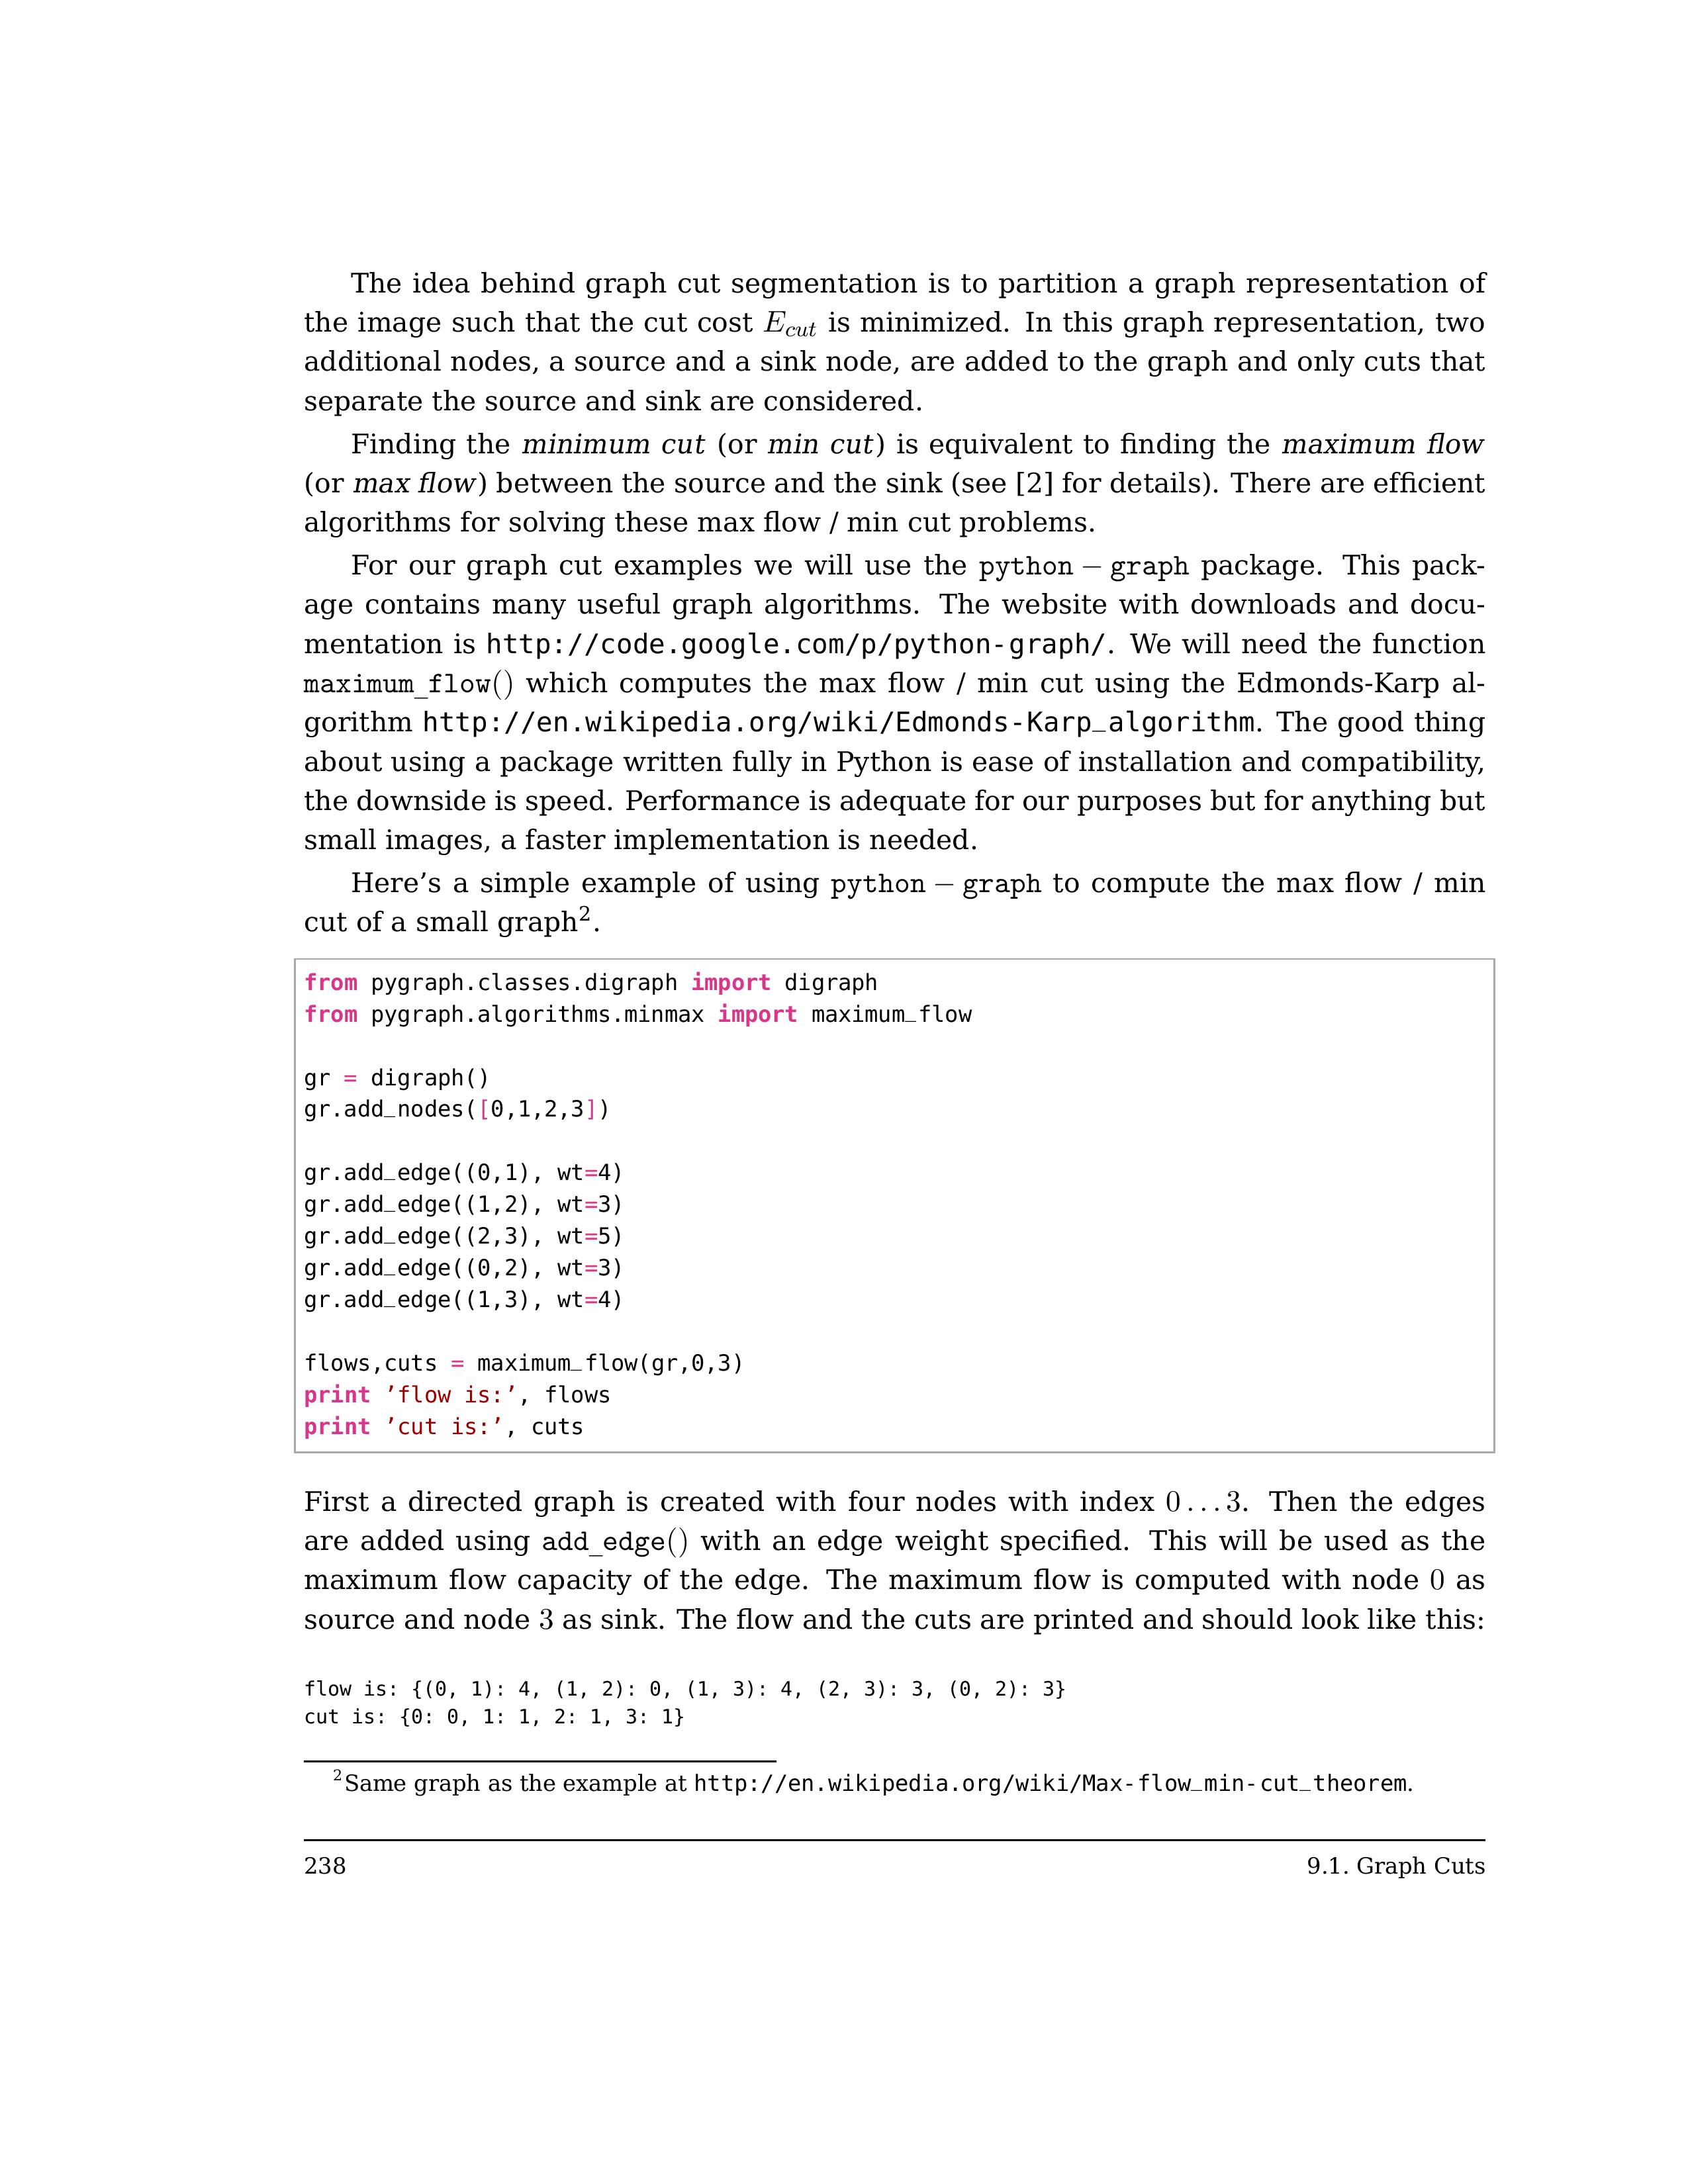 The idea behind graph cut segmentation is to partition a graph representation of
the image such that the cut cost E_cut is minimized. In this graph representation, two
additional nodes, a source and a sink node, are added to the graph and only cuts that
separate the source and sink are considered.
Finding the minimum cut (or min cut) is equivalent to finding the maximum flow
(or max flow) between the source and the sink (see [2] for details). There are efficient
algorithms for solving these max flow / min cut problems.
For our graph cut examples we will use the python − graph package. This pack-
age contains many useful graph algorithms. The website with downloads and docu-
mentation is http://code.google.com/p/python-graph/. We will need the function
maximum_flow() which computes the max flow / min cut using the Edmonds-Karp al-
gorithm http://en.wikipedia.org/wiki/Edmonds-Karp_algorithm. The good thing
about using a package written fully in Python is ease of installation and compatibility,
the downside is speed. Performance is adequate for our purposes but for anything but
small images, a faster implementation is needed.
Here’s a simple example of using python − graph to compute the max flow / min
cut of a small graph².
from pygraph.classes.digraph import digraph
from pygraph.algorithms.minmax import maximum_flow
gr = digraph()
gr.add_nodes([0,1,2,3])
gr.add_edge((0,1), wt=4)
gr.add_edge((1,2), wt=3)
gr.add_edge((2,3), wt=5)
gr.add_edge((0,2), wt=3)
gr.add_edge((1,3), wt=4)
flows,cuts = maximum_flow(gr,0,3)
print ’flow is:’, flows
print ’cut is:’, cuts
First a directed graph is created with four nodes with index 0 . . . 3. Then the edges
are added using add_edge() with an edge weight specified. This will be used as the
maximum flow capacity of the edge. The maximum flow is computed with node 0 as
source and node 3 as sink. The flow and the cuts are printed and should look like this:
flow is: {(0, 1): 4, (1, 2): 0, (1, 3): 4, (2, 3): 3, (0, 2): 3}
cut is: {0: 0, 1: 1, 2: 1, 3: 1}
²Same graph as the example at http://en.wikipedia.org/wiki/Max-flow_min-cut_theorem.
238 9.1. Graph Cuts